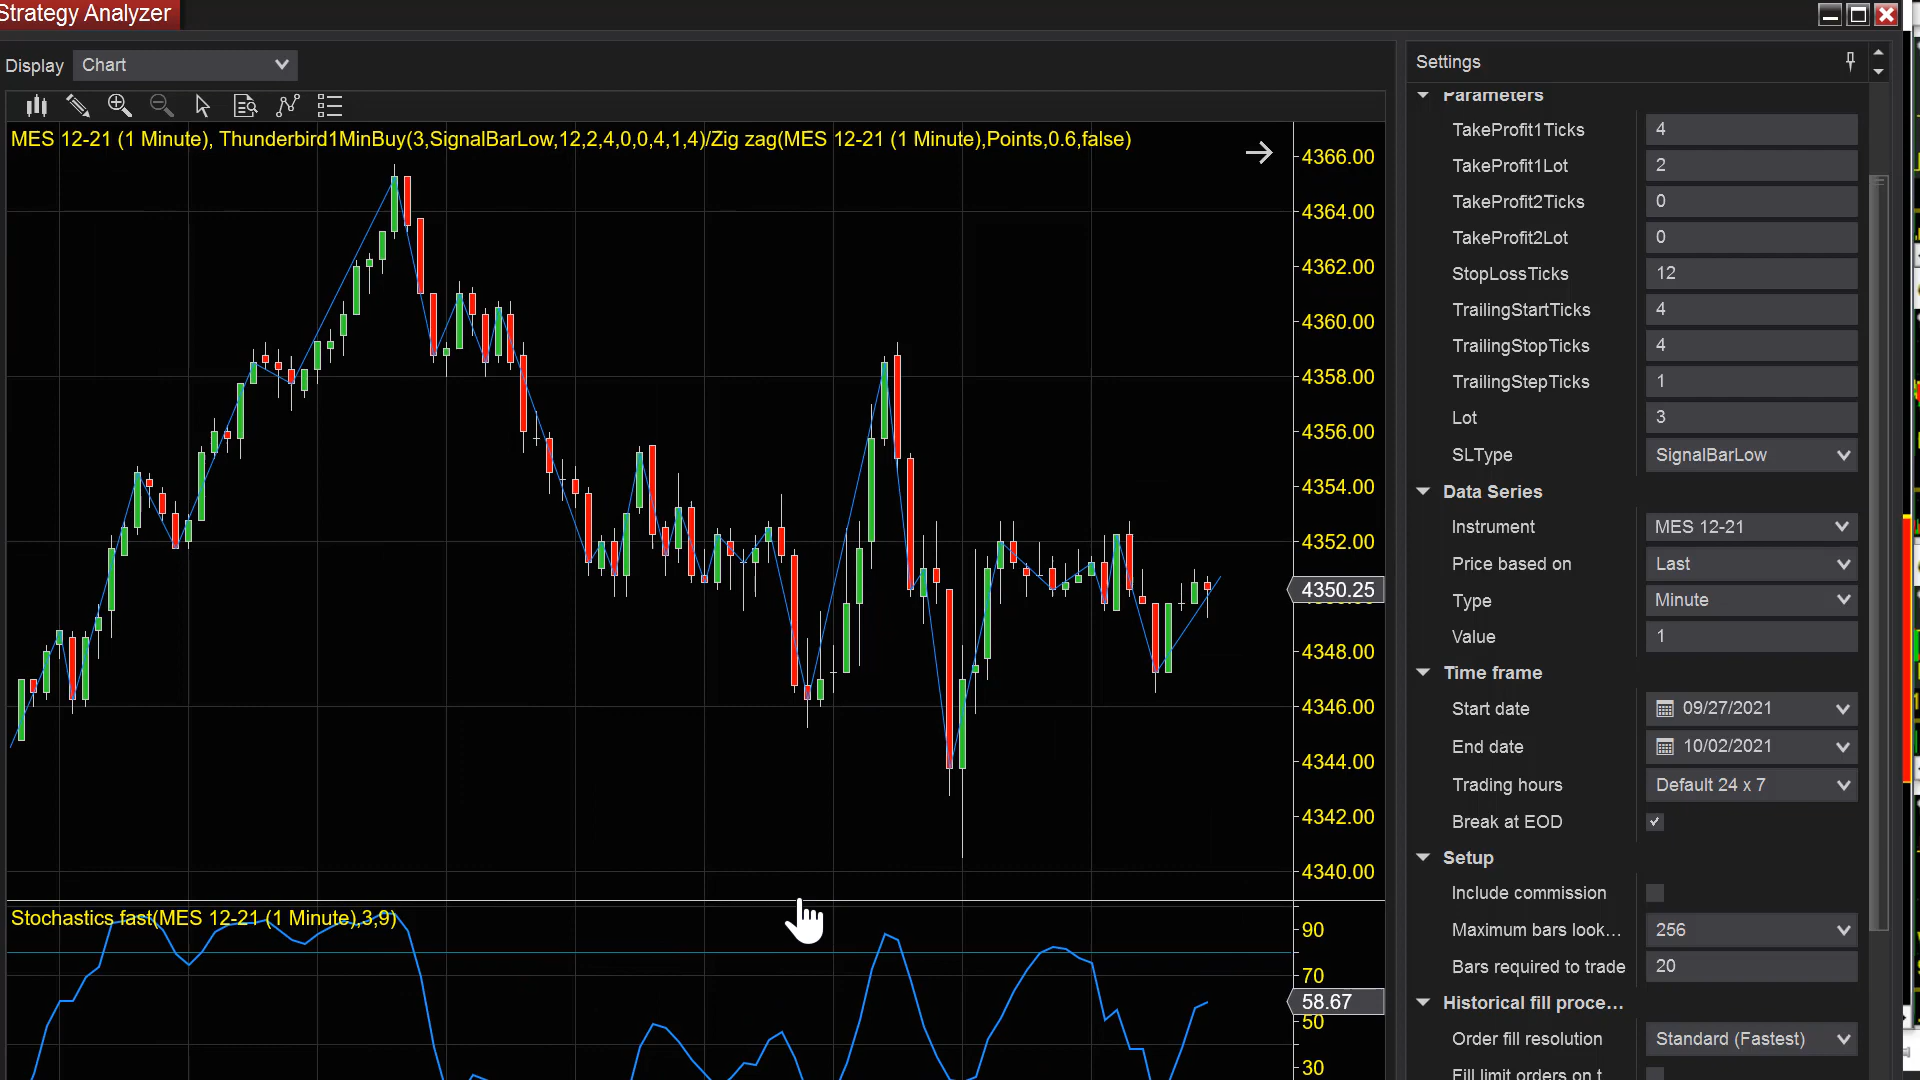 Strategy Analyzer
Display Chart
MES 12-21 (1 Minute), Thunderbird1MinBuy(3,SignalBarLow,12,2,4,0,0,4,1,4)/Zig zag(MES 12-21 (1 Minute),Points,0.6,false)
4366.00
4364.00
4362.00
4360.00
4358.00
4356.00
4354.00
4352.00
4350.25
4348.00
4346.00
4344.00
4342.00
4340.00
Stochastics fast(MES 12-21 (1 Minute),3,9)
90
70
58.67
50
30
Settings
Parameters
TakeProfit1Ticks 4
TakeProfit1Lot 2
TakeProfit2Ticks 0
TakeProfit2Lot 0
StopLossTicks 12
TrailingStartTicks 4
TrailingStopTicks 4
TrailingStepTicks 1
Lot 3
SLType SignalBarLow
Data Series
Instrument MES 12-21
Price based on Last
Type Minute
Value 1
Time frame
Start date 09/27/2021
End date 10/02/2021
Trading hours Default 24 x 7
Break at EOD
Setup
Include commission
Maximum bars look... 256
Bars required to trade 20
Historical fill proce...
Order fill resolution Standard (Fastest)
Fill limit orders on t